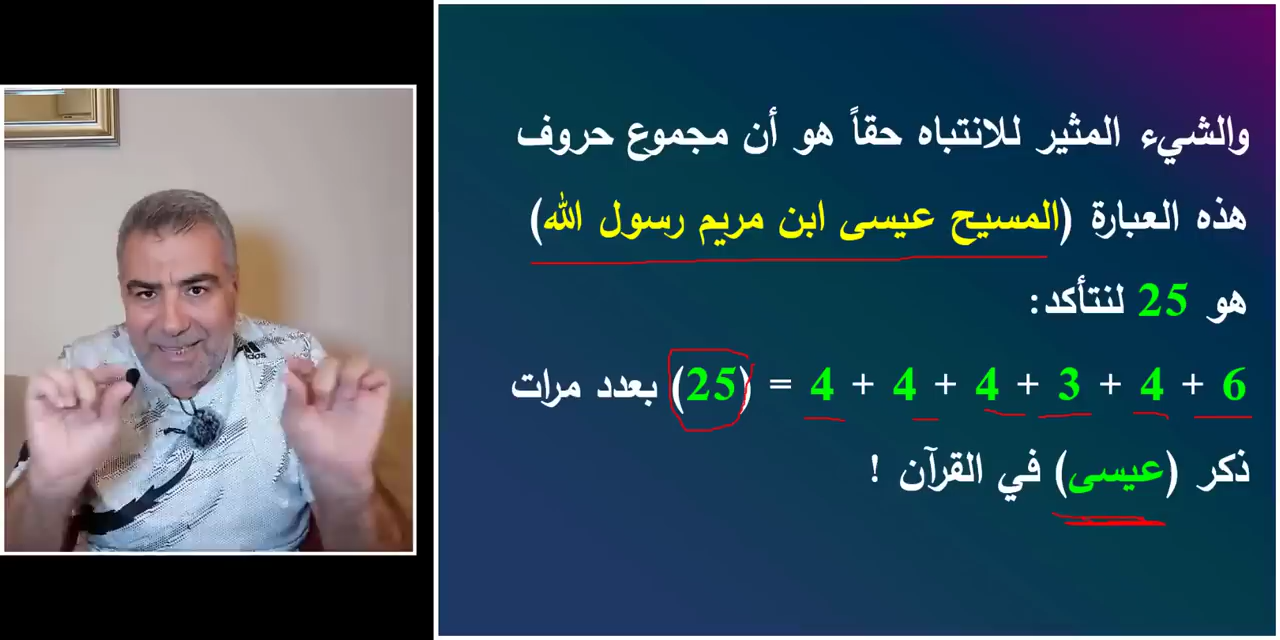 والشيء المثير للانتباه حقاً هو أن مجموع حروف
هذه العبارة (المسيح عيسى ابن مريم رسول الله)
هو 25 لنتأكد:
6 + 4 + 3 + 4 + 4 + 4 = (25) بعدد مرات
ذكر (عيسى) في القرآن !
adidas